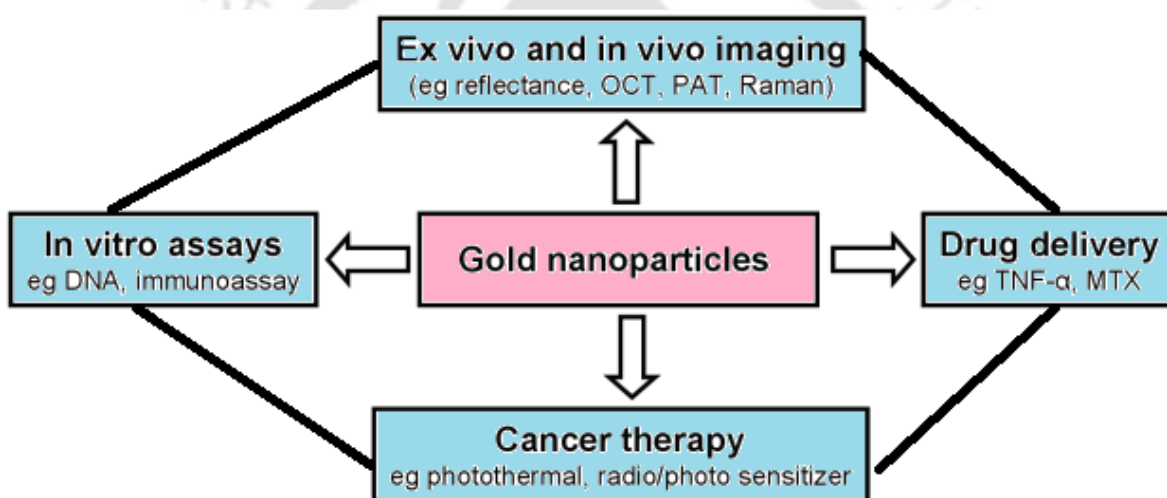 Ex vivo and in vivo imaging
(eg reflectance, OCT, PAT, Raman)
In vitro assays
eg DNA, immunoassay
Gold nanoparticles
Drug delivery
eg TNF-α, MTX
Cancer therapy
eg photothermal, radio/photo sensitizer